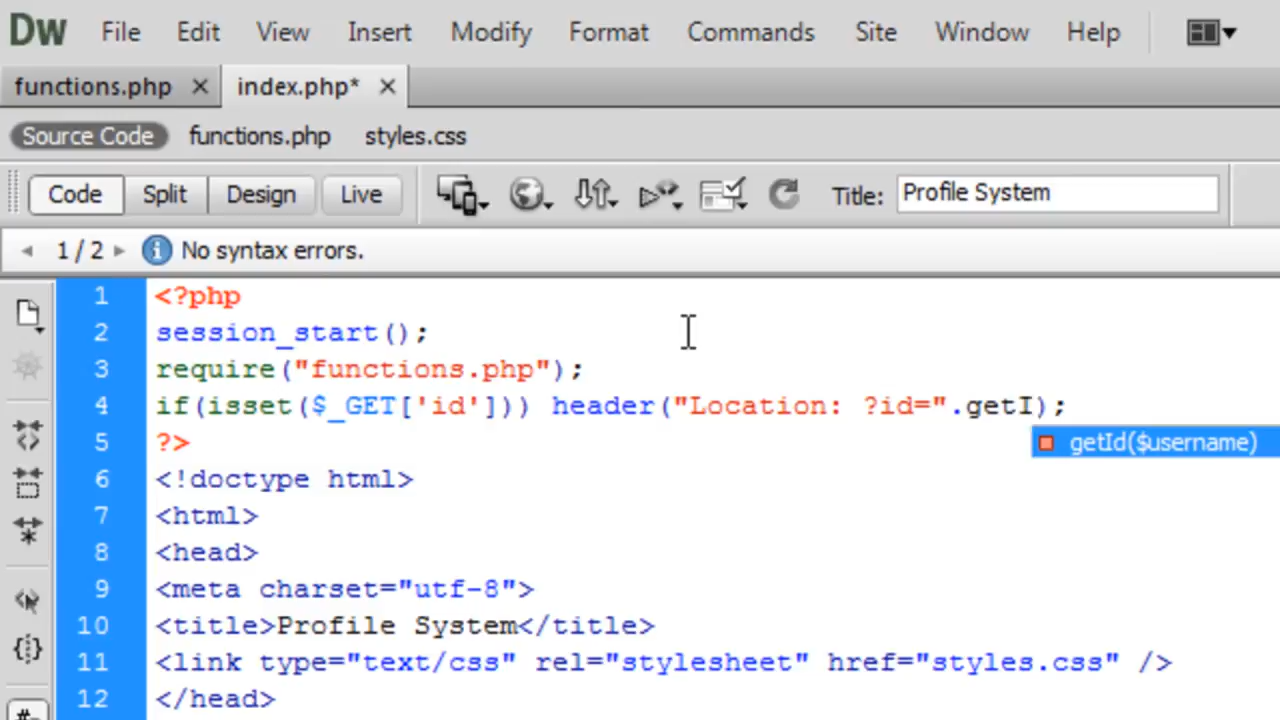 Dw File Edit View Insert Modify Format Commands Site Window Help
functions.php × index.php* ×
Source Code functions.php styles.css
Code Split Design Live Title: Profile System
1 / 2 No syntax errors.
1 <?php
2 session_start();
3 require("functions.php");
4 if(isset($_GET['id'])) header("Location: ?id=".getI);
getId($username)
5 ?>
6 <!doctype html>
7 <html>
8 <head>
9 <meta charset="utf-8">
10 <title>Profile System</title>
11 <link type="text/css" rel="stylesheet" href="styles.css" />
12 </head>